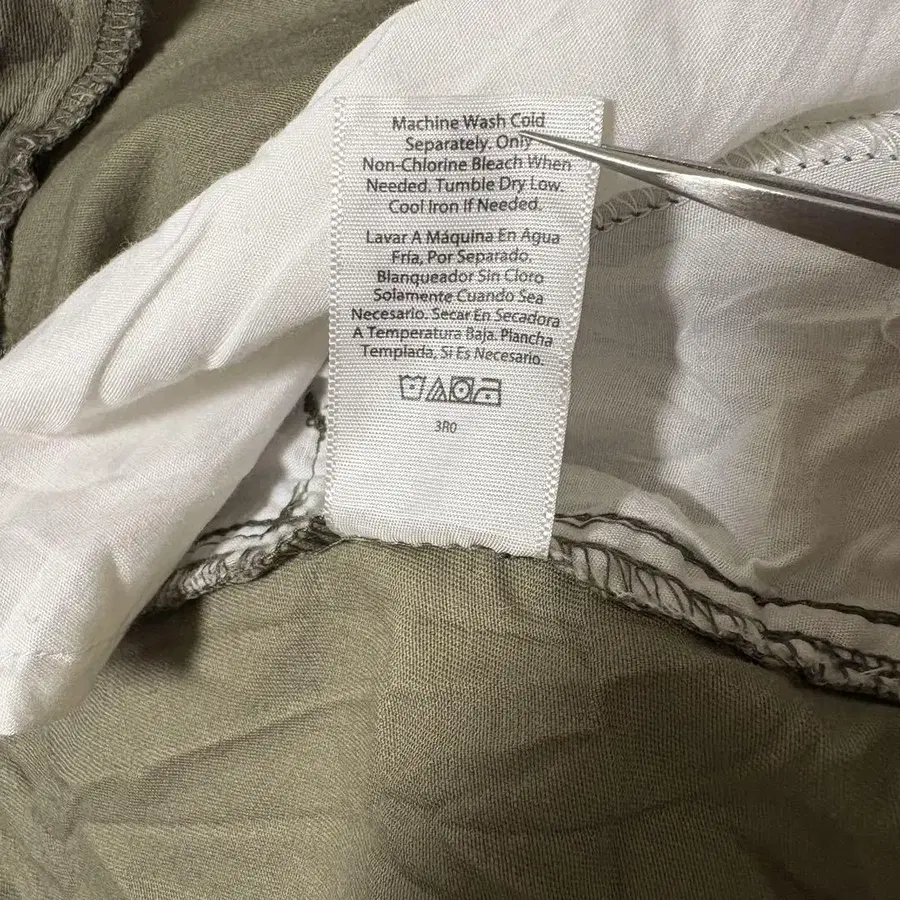 Machine Wash Cold
Separately. Only
Non-Chlorine Bleach When
Needed. Tumble Dry Low.
Cool Iron If Needed.
Lavar A Máquina En Agua
Fría, Por Separado.
Blanqueador Sin Cloro
Solamente Cuando Sea
Necesario. Secar En Secadora
A Temperatura Baja. Plancha
Templada, Si Es Necesario.
3R0